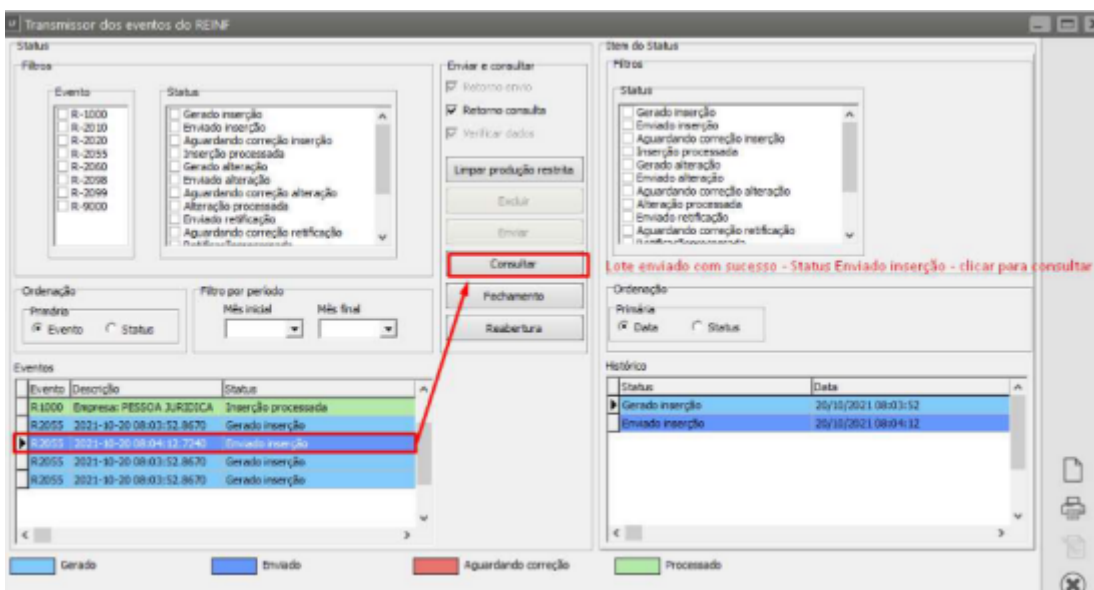 Transmissor dos eventos do REINF
Status
Filtros
Evento
R-1000
R-2010
R-2020
R-2055
R-2060
R-2098
R-2099
R-9000
Status
Gerado inserção
Enviado inserção
Aguardando correção inserção
Inserção processada
Gerado alteração
Enviado alteração
Aguardando correção alteração
Alteração processada
Enviado retificação
Aguardando correção retificação
Enviar e consultar
Retorno envio
Retorno consulta
Verificar dados
Limpar produção restrita
Excluir
Enviar
Consultar
Fechamento
Reabertura
Ordenação
Primária
Evento
Status
Filtro por período
Mês inicial
Mês final
Eventos
Evento Descrição Status
R1000 Empresa: PESSOA JURIDICA Inserção processada
R2055 2021-10-20 08:03:52.8670 Gerado inserção
R2055 2021-10-20 08:04:12.7240 Enviado inserção
R2055 2021-10-20 08:03:52.8670 Gerado inserção
R2055 2021-10-20 08:03:52.8670 Gerado inserção
Item do Status
Filtros
Status
Gerado inserção
Enviado inserção
Aguardando correção inserção
Inserção processada
Gerado alteração
Enviado alteração
Aguardando correção alteração
Alteração processada
Enviado retificação
Aguardando correção retificação
Lote enviado com sucesso - Status Enviado inserção - clicar para consultar
Ordenação
Primária
Data
Status
Histórico
Status Data
Gerado inserção 20/10/2021 08:03:52
Enviado inserção 20/10/2021 08:04:12
Gerado
Enviado
Aguardando correção
Processado